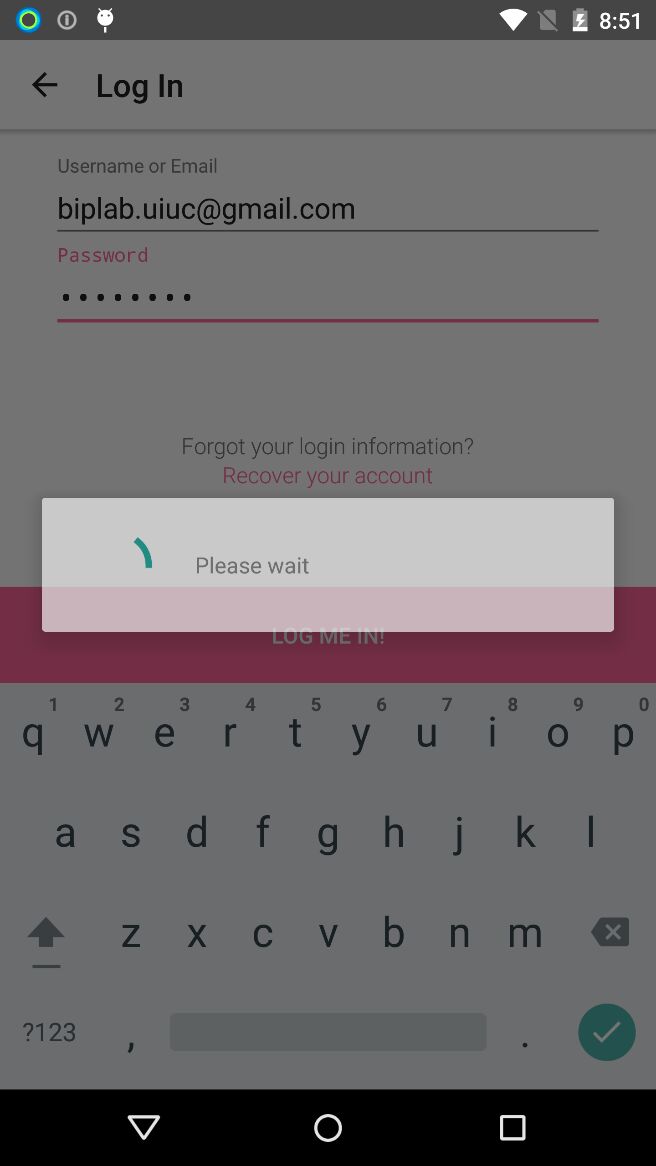 8:51
Log In
Username or Email
biplab.uiuc@gmail.com
Password
••••••••
Forgot your login information?
Recover your account
Please wait
LOG ME IN!
1 2 3 4 5 6 7 8 9 0
q w e r t y u i o p
a s d f g h j k l
z x c v b n m
?123 , .